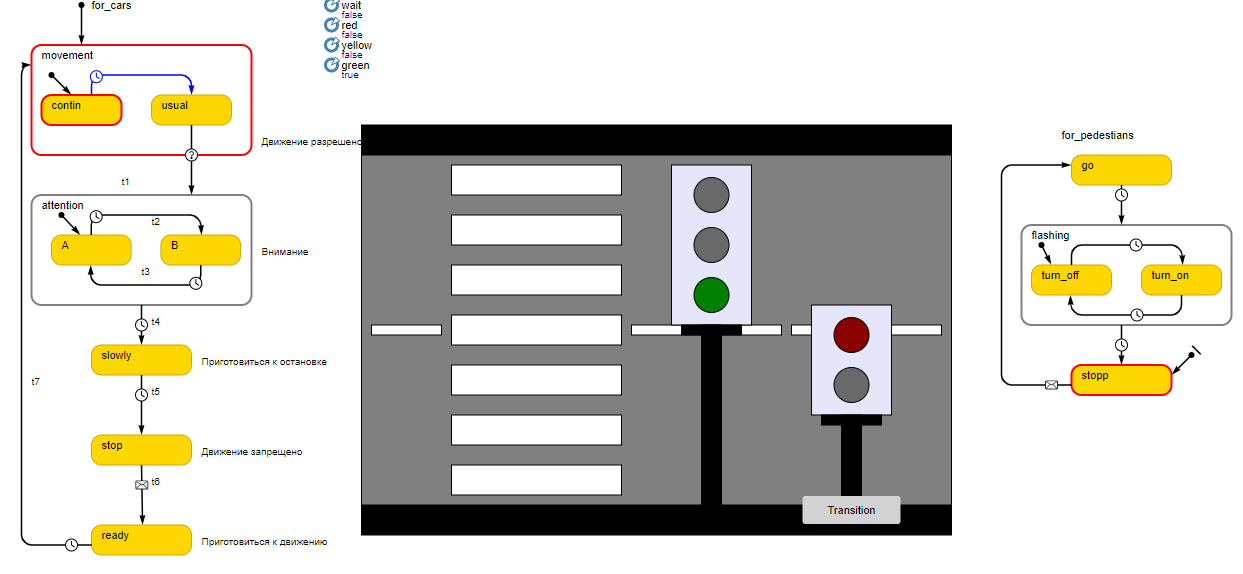 for_cars
wait
false
red
false
yellow
false
green
true
movement
contin
usual
Движение разрешено
t1
attention
t2
A
B
t3
Внимание
t4
slowly
Приготовиться к остановке
t7
t5
stop
Движение запрещено
t6
ready
Приготовиться к движению
Transition
for_pedestians
go
flashing
turn_off
turn_on
stopp